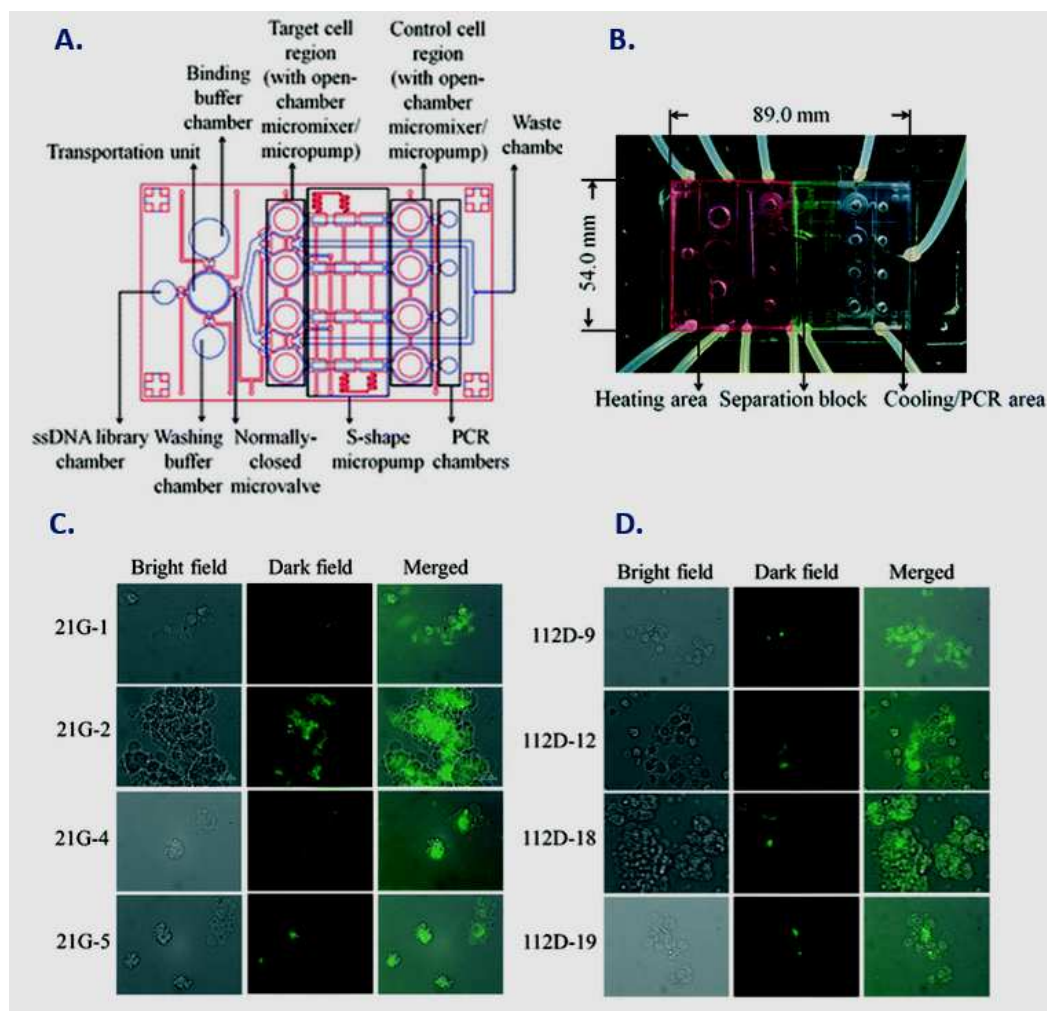 A.
Target cell
region
(with open-
chamber
micromixer/
micropump)
Control cell
region
(with open-
chamber
micromixer/
micropump)
Binding
buffer
chamber
Waste
chambe
Transportation unit
ssDNA library
chamber
Washing
buffer
chamber
Normally-
closed
microvalve
S-shape
micropump
PCR
chambers
B.
89.0 mm
54.0 mm
Heating area
Separation block
Cooling/PCR area
C.
Bright field
Dark field
Merged
21G-1
21G-2
21G-4
21G-5
D.
Bright field
Dark field
Merged
112D-9
112D-12
112D-18
112D-19